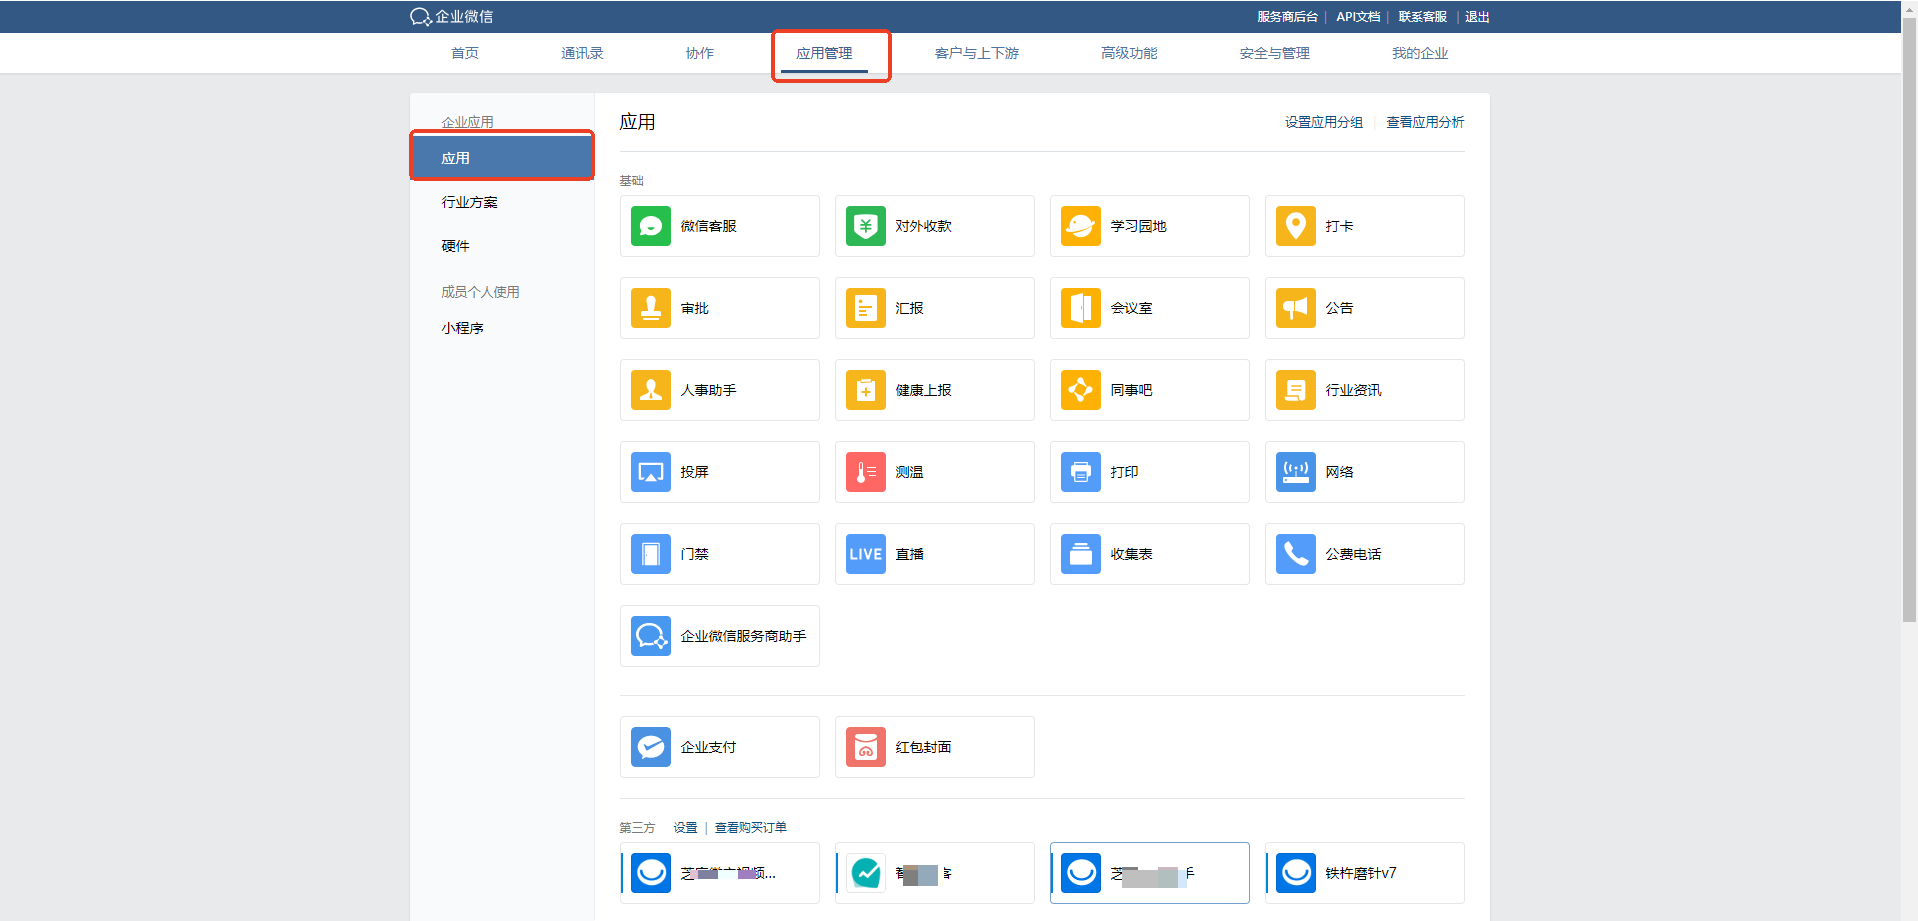 企业微信
服务商后台 | API文档 | 联系客服 | 退出
首页 通讯录 协作 应用管理 客户与上下游 高级功能 安全与管理 我的企业
企业应用
应用
行业方案
硬件
成员个人使用
小程序
应用
设置应用分组 | 查看应用分析
基础
微信客服 对外收款 学习园地 打卡
审批 汇报 会议室 公告
人事助手 健康上报 同事吧 行业资讯
投屏 测温 打印 网络
门禁 LIVE 直播 收集表 公费电话
企业微信服务商助手
企业支付 红包封面
第三方 设置 | 查看购买订单
铁杵磨针v7